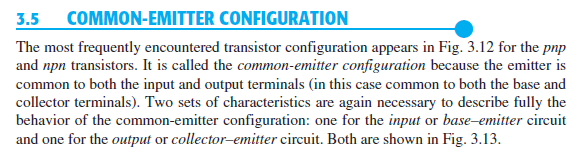 3.5 COMMON-EMITTER CONFIGURATION
The most frequently encountered transistor configuration appears in Fig. 3.12 for the pnp
and npn transistors. It is called the common-emitter configuration because the emitter is
common to both the input and output terminals (in this case common to both the base and
collector terminals). Two sets of characteristics are again necessary to describe fully the
behavior of the common-emitter configuration: one for the input or base–emitter circuit
and one for the output or collector–emitter circuit. Both are shown in Fig. 3.13.